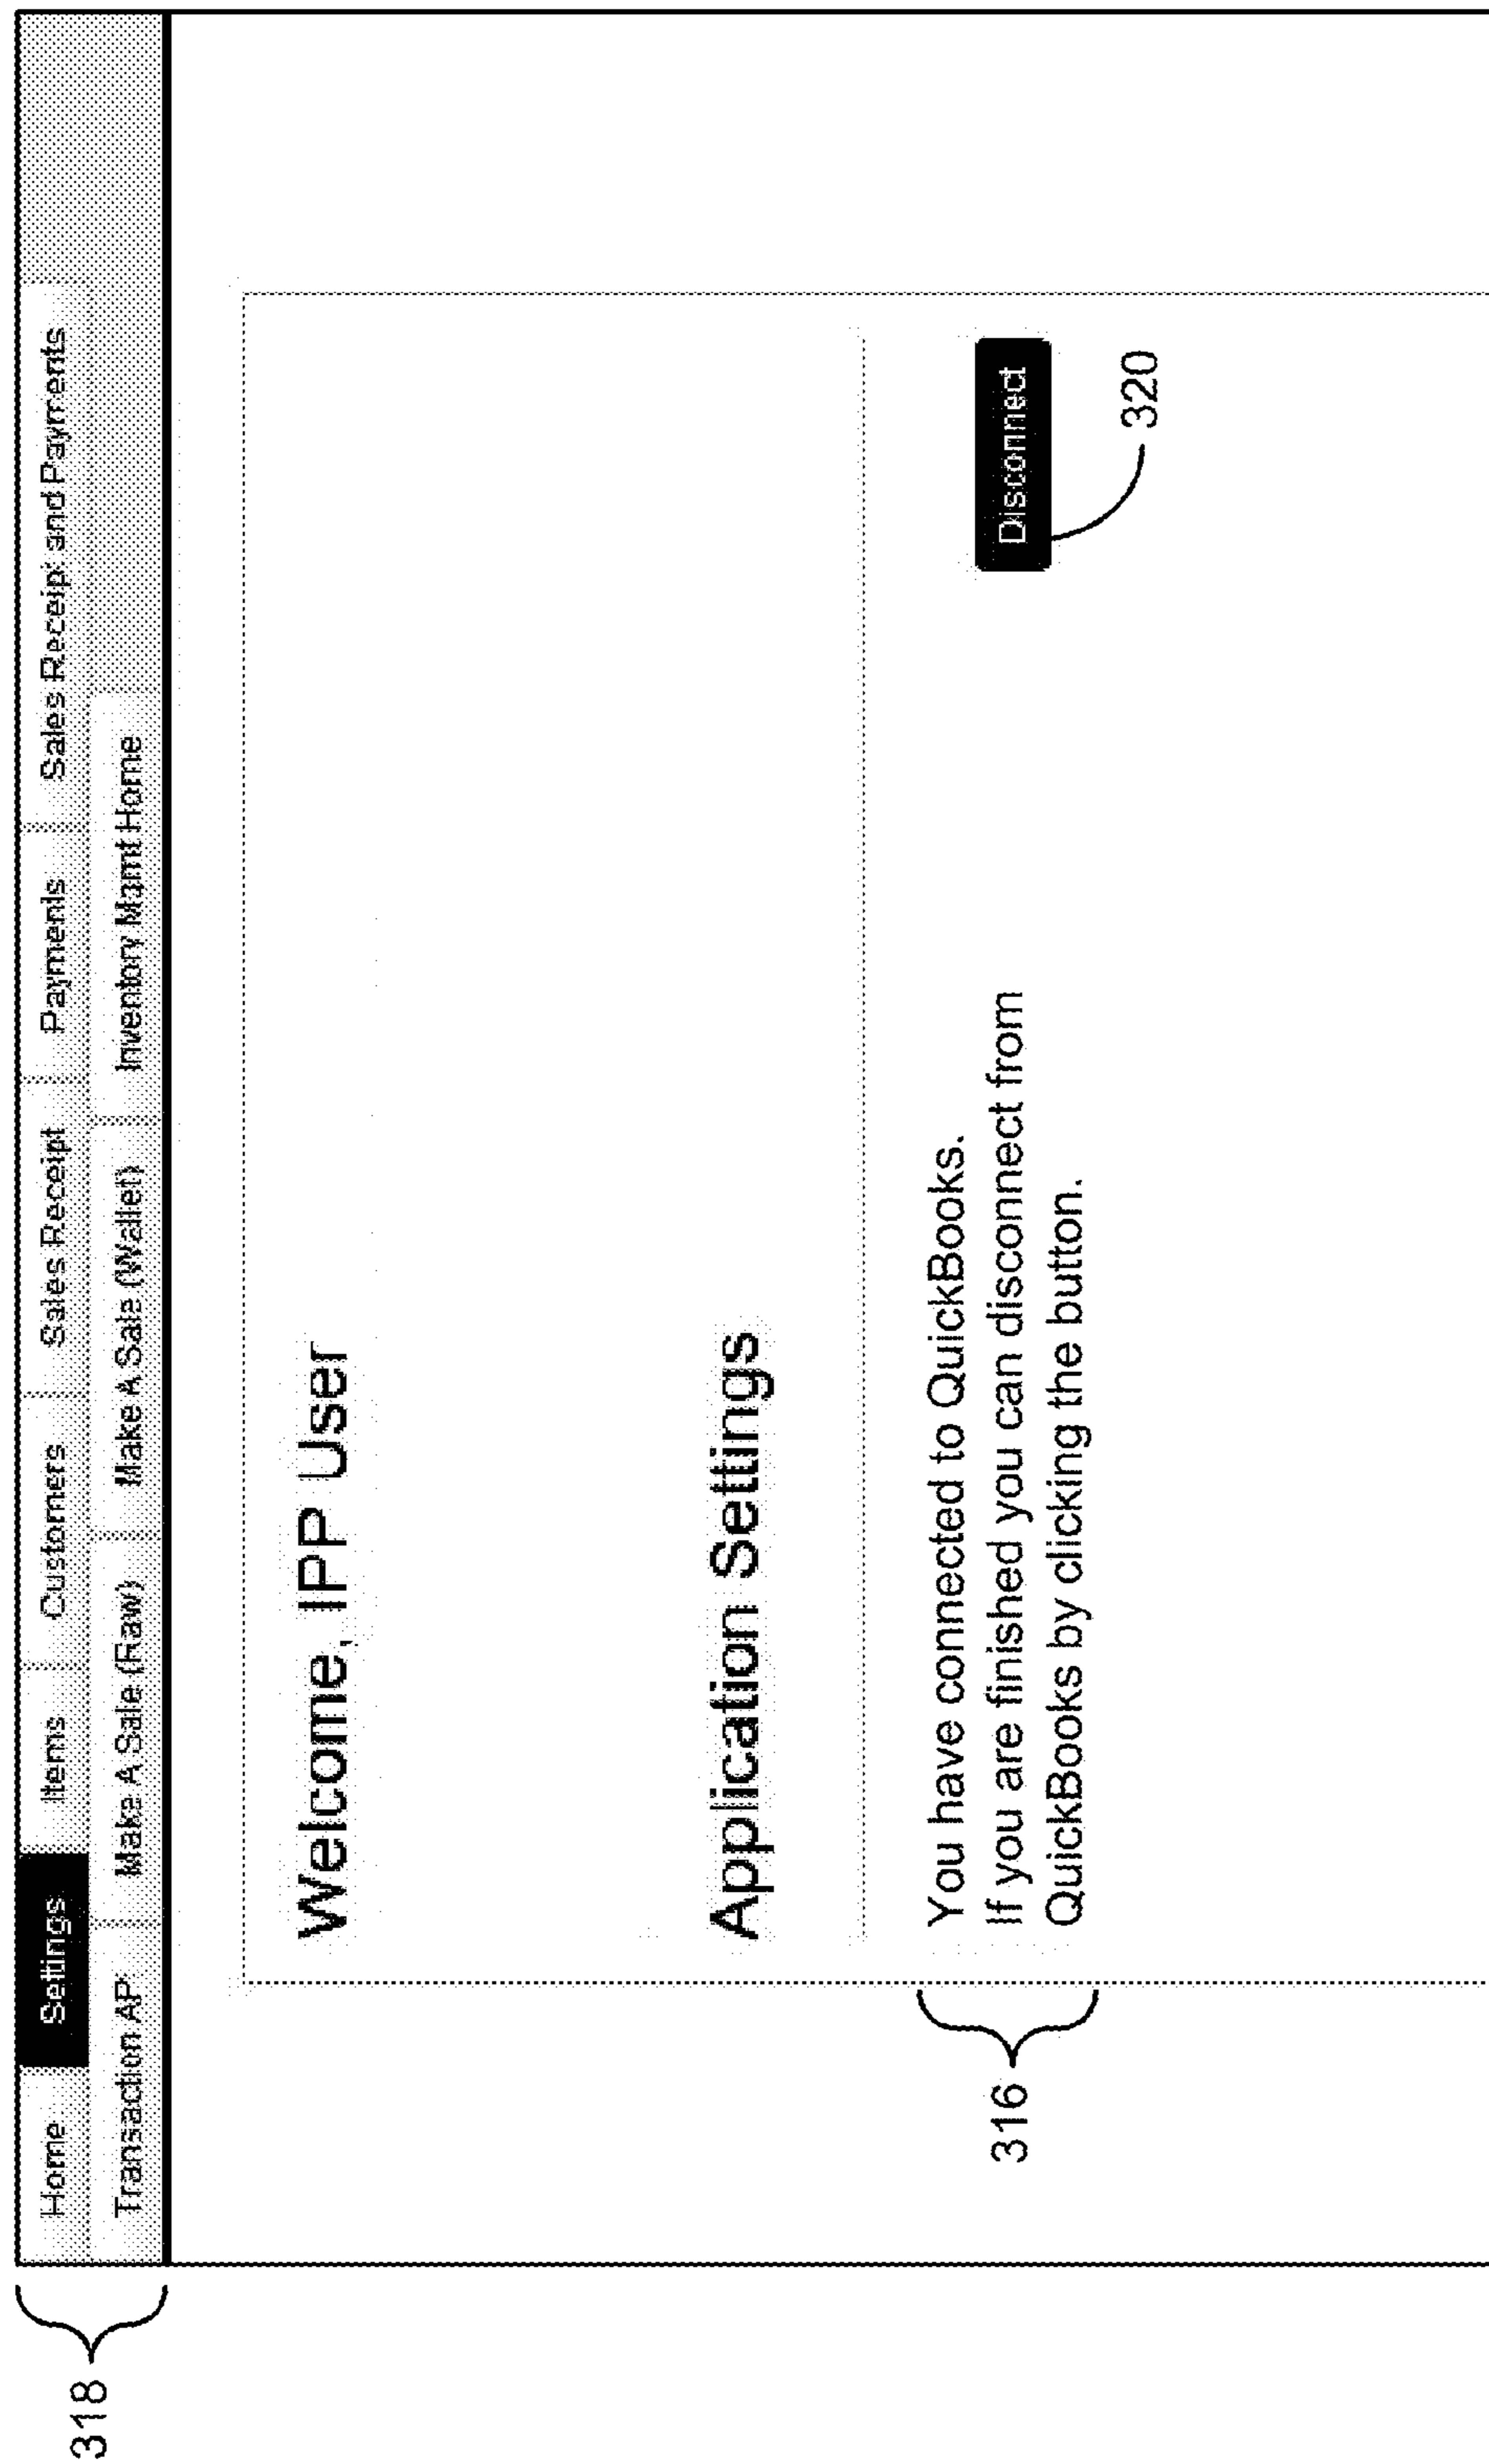 318
Home Settings Items Customers Sales Receipt Payments Sales Receipt and Payments
Transaction AP Make A Sale (Raw) Make A Sale (Wallet) Inventory Mgmt Home
Welcome, IPP User
Application Settings
316
You have connected to QuickBooks.
If you are finished you can disconnect from
QuickBooks by clicking the button.
Disconnect
320